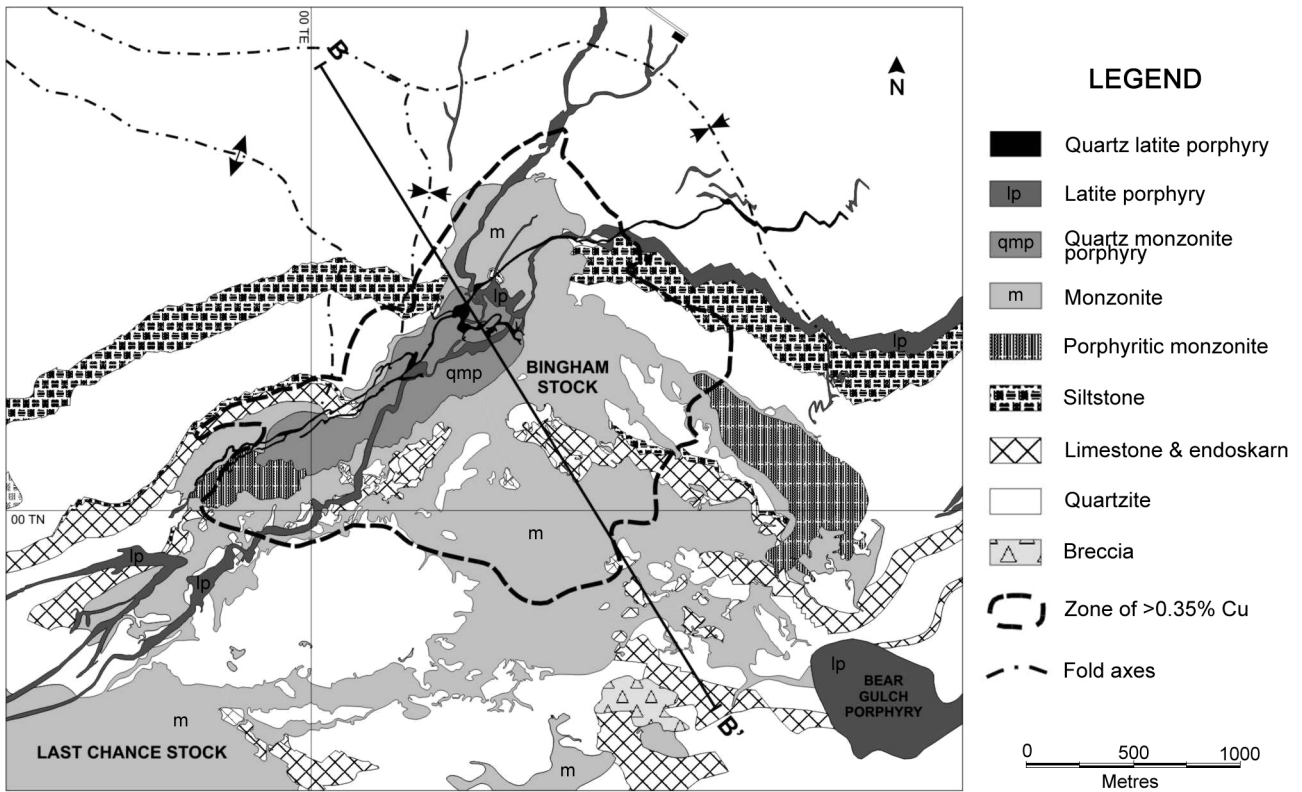 00 TE
B
N
m
lp
lp
qmp
BINGHAM
STOCK
00 TN
m
lp
lp
lp
BEAR
GULCH
PORPHYRY
m
LAST CHANCE STOCK
B'
m
LEGEND
Quartz latite porphyry
lp Latite porphyry
qmp Quartz monzonite
porphyry
m Monzonite
Porphyritic monzonite
Siltstone
Limestone & endoskarn
Quartzite
Breccia
Zone of >0.35% Cu
Fold axes
0 500 1000
Metres